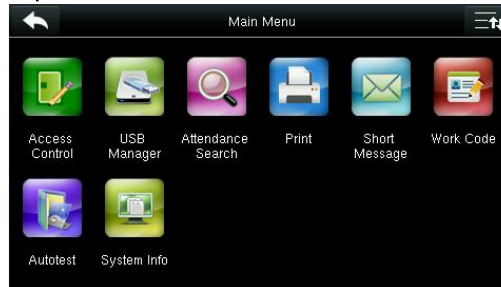 Main Menu
Access Control
USB Manager
Attendance Search
Print
Short Message
Work Code
Autotest
System Info